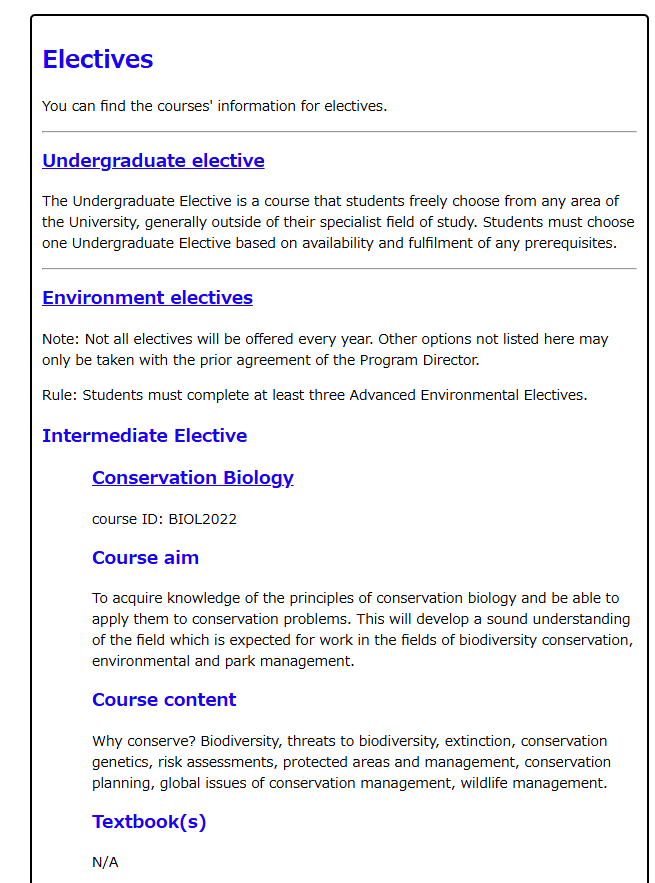 Electives
You can find the courses' information for electives.
Undergraduate elective
The Undergraduate Elective is a course that students freely choose from any area of
the University, generally outside of their specialist field of study. Students must choose
one Undergraduate Elective based on availability and fulfilment of any prerequisites.
Environment electives
Note: Not all electives will be offered every year. Other options not listed here may
only be taken with the prior agreement of the Program Director.
Rule: Students must complete at least three Advanced Environmental Electives.
Intermediate Elective
Conservation Biology
course ID: BIOL2022
Course aim
To acquire knowledge of the principles of conservation biology and be able to
apply them to conservation problems. This will develop a sound understanding
of the field which is expected for work in the fields of biodiversity conservation,
environmental and park management.
Course content
Why conserve? Biodiversity, threats to biodiversity, extinction, conservation
genetics, risk assessments, protected areas and management, conservation
planning, global issues of conservation management, wildlife management.
Textbook(s)
N/A